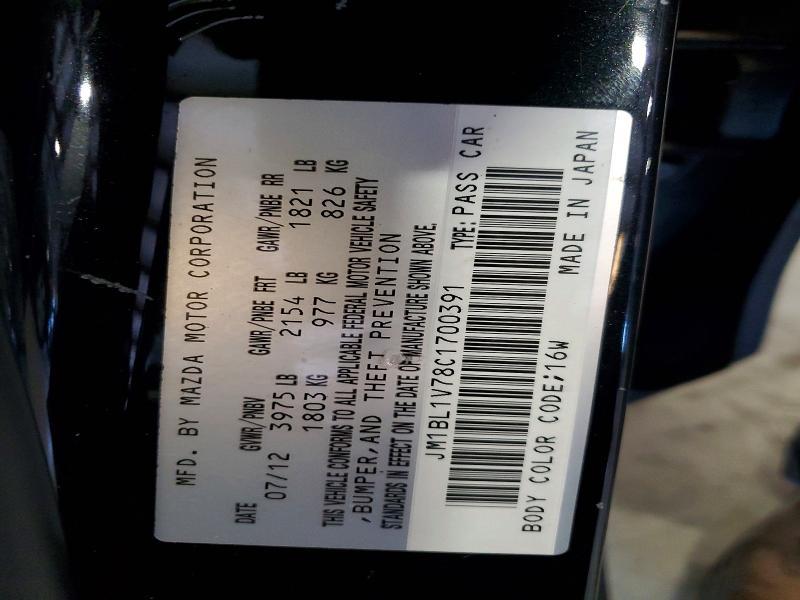 MFD. BY MAZDA MOTOR CORPORATION
DATE GVWR/PNBV GAWR/PNBE FRT GAWR/PNBE RR
07/12 3975 LB 2154 LB 1821 LB
1803 KG 977 KG 826 KG
THIS VEHICLE CONFORMS TO ALL APPLICABLE FEDERAL MOTOR VEHICLE SAFETY
,BUMPER,AND THEFT PREVENTION
STANDARDS IN EFFECT ON THE DATE OF MANUFACTURE SHOWN ABOVE.
JM1BL1V78C1700391 TYPE: PASS CAR
BODY COLOR CODE:16W MADE IN JAPAN